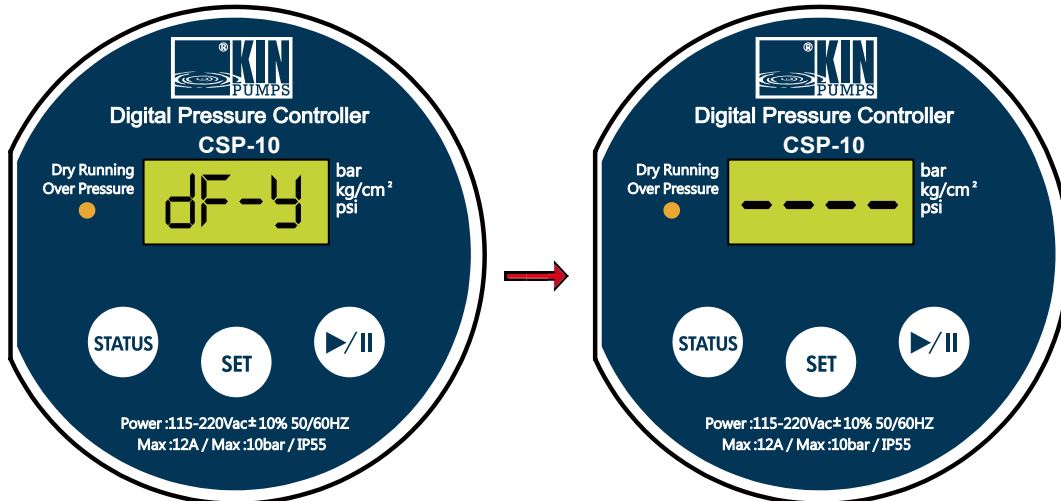 ® KIN
PUMPS
Digital Pressure Controller
CSP-10
Dry Running
Over Pressure
dF-y
bar
kg/cm²
psi
STATUS
SET
▶/II
Power :115-220Vac±10% 50/60HZ
Max :12A / Max :10bar / IP55
® KIN
PUMPS
Digital Pressure Controller
CSP-10
Dry Running
Over Pressure
----
bar
kg/cm²
psi
STATUS
SET
▶/II
Power :115-220Vac±10% 50/60HZ
Max :12A / Max :10bar / IP55